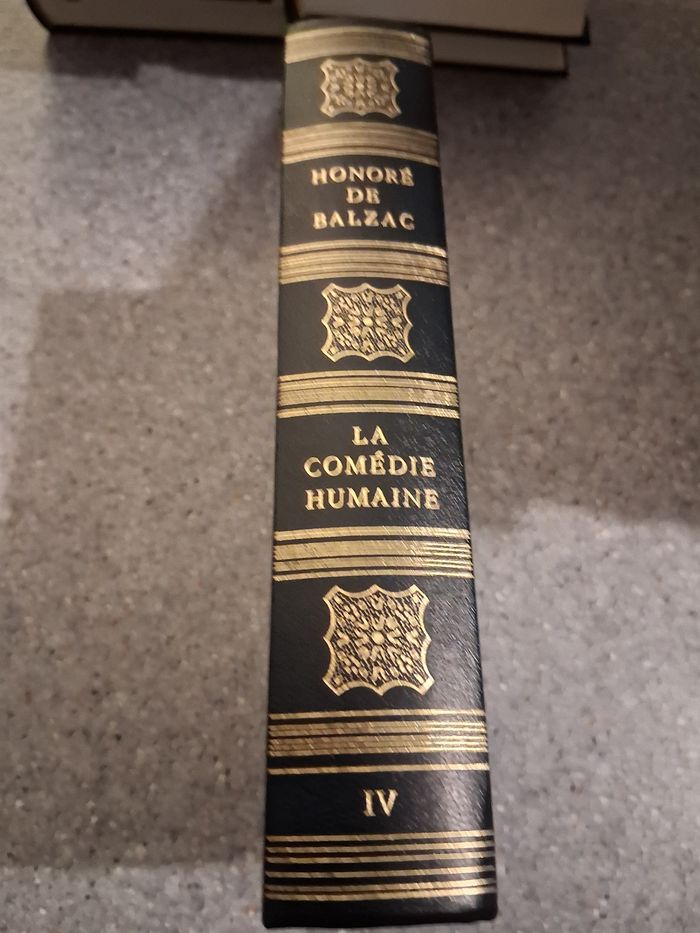 HONORÉ
DE
BALZAC
LA
COMÉDIE
HUMAINE
IV